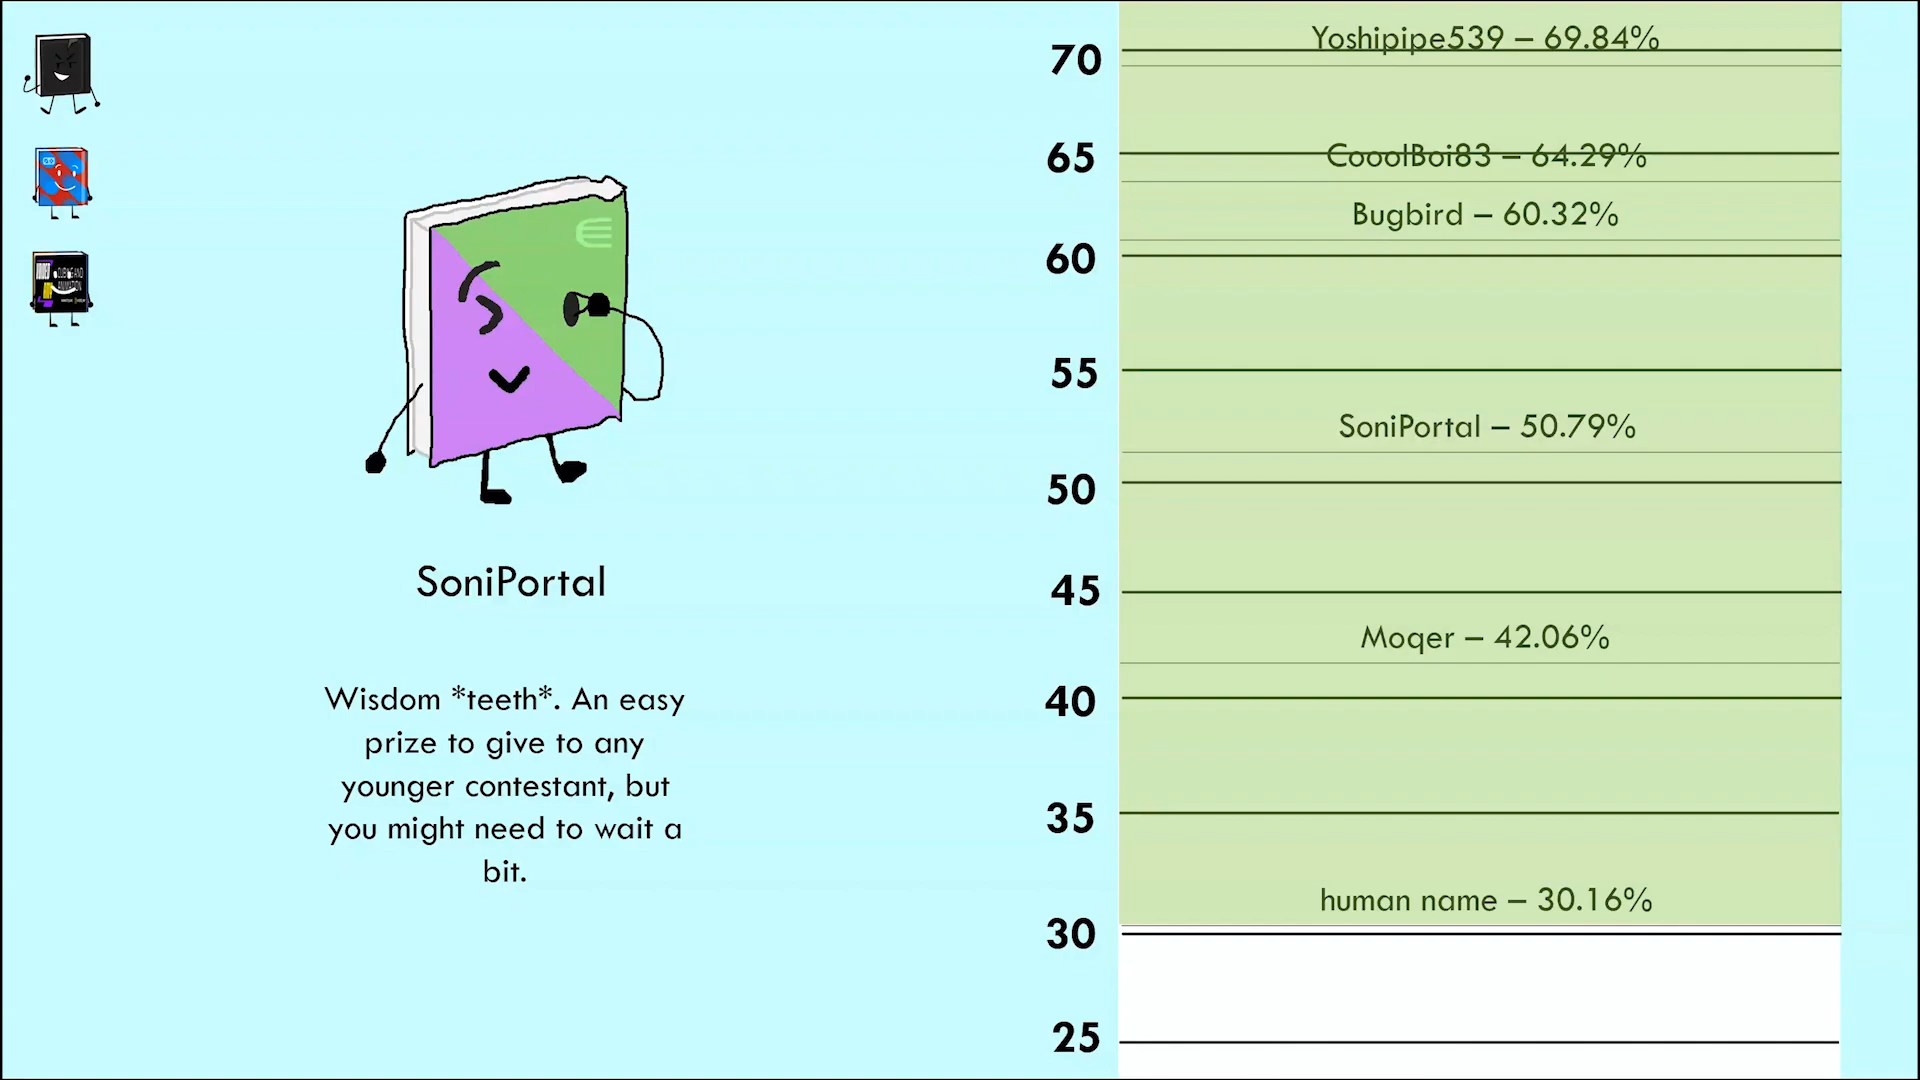 SoniPortal
Wisdom *teeth*. An easy
prize to give to any
younger contestant, but
you might need to wait a
bit.
70
65
60
55
50
45
40
35
30
25
Yoshipipe539 – 69.84%
CooolBoi83 – 64.29%
Bugbird – 60.32%
SoniPortal – 50.79%
Moqer – 42.06%
human name – 30.16%